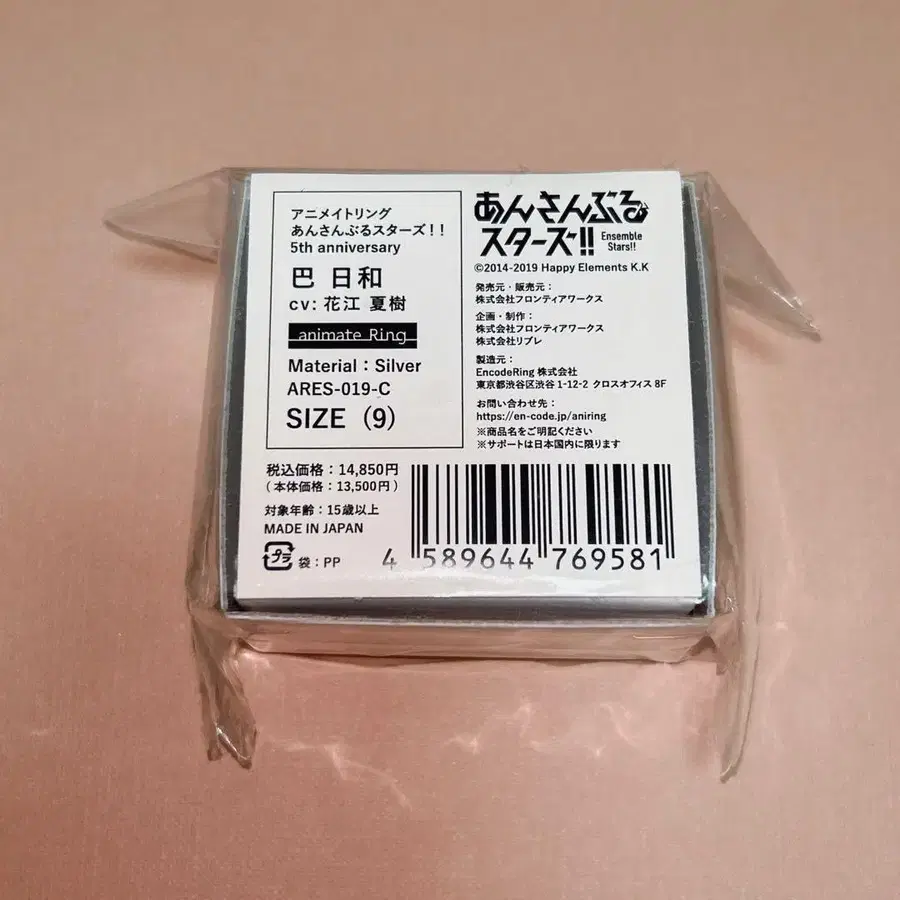 アニメイトリング
あんさんぶるスターズ！！
5th anniversary
巴 日和
CV: 花江 夏樹
animate Ring
Material：Silver
ARES-019-C
SIZE（9）
あんさんぶる
スターズ!!
Ensemble
Stars!!
©2014-2019 Happy Elements K.K
発売元・販売元：
株式会社フロンティアワークス
企画・制作：
株式会社フロンティアワークス
株式会社リブレ
製造元：
EncodeRing 株式会社
東京都渋谷区渋谷 1-12-2 クロスオフィス 8F
お問い合わせ先：
https://en-code.jp/aniring
※商品名をご明記ください
※サポートは日本国内に限ります
税込価格：14,850円
（本体価格：13,500円）
対象年齢：15歳以上
MADE IN JAPAN
プラ 袋：PP
4 589644 769581